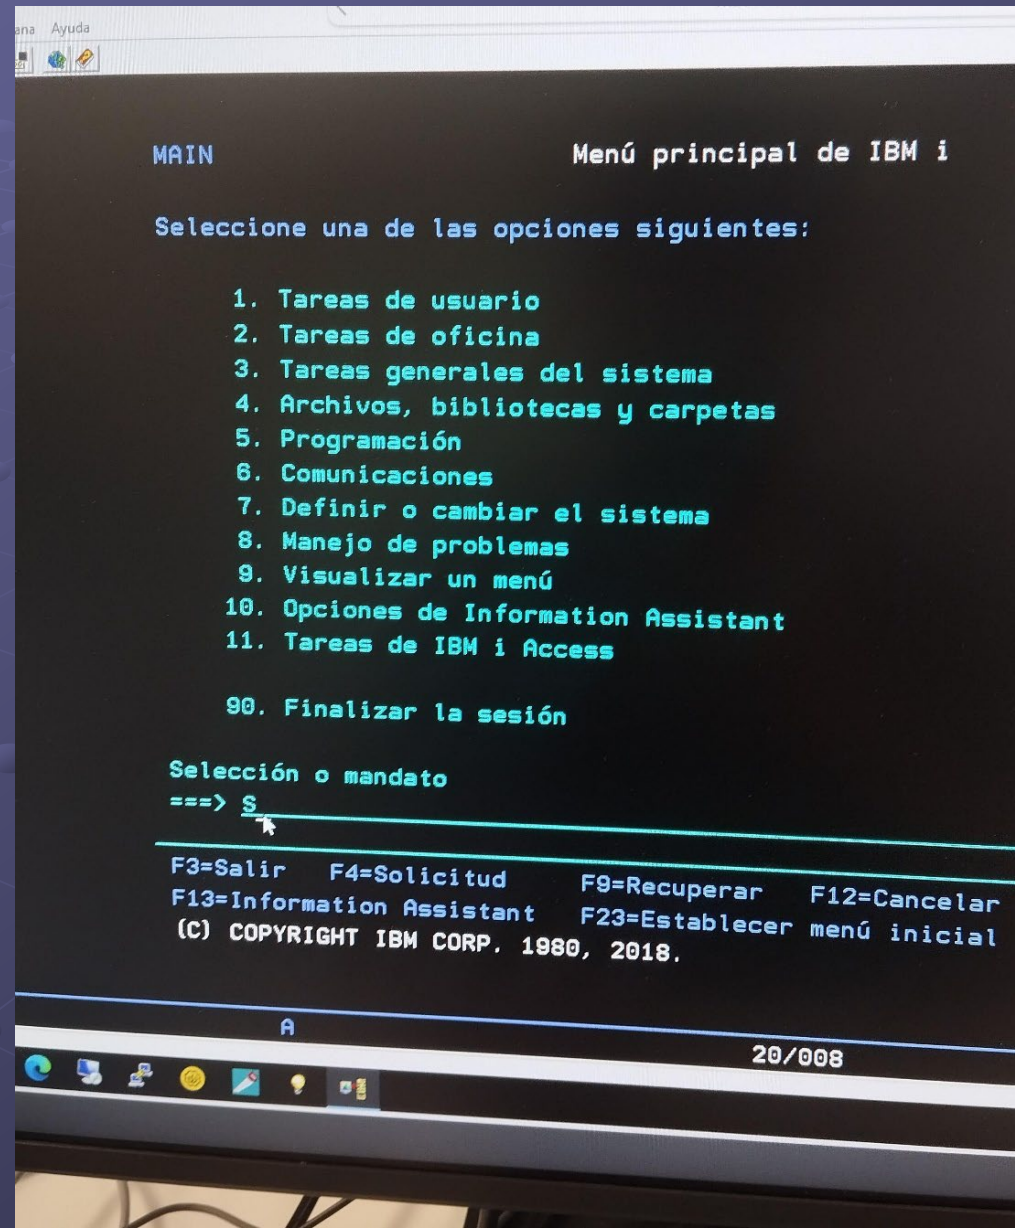 Ayuda
MAIN Menú principal de IBM i
Seleccione una de las opciones siguientes:
1. Tareas de usuario
2. Tareas de oficina
3. Tareas generales del sistema
4. Archivos, bibliotecas y carpetas
5. Programación
6. Comunicaciones
7. Definir o cambiar el sistema
8. Manejo de problemas
9. Visualizar un menú
10. Opciones de Information Assistant
11. Tareas de IBM i Access
90. Finalizar la sesión
Selección o mandato
===> S
F3=Salir F4=Solicitud F9=Recuperar F12=Cancelar
F13=Information Assistant F23=Establecer menú inicial
(C) COPYRIGHT IBM CORP. 1980, 2018.
A 20/008